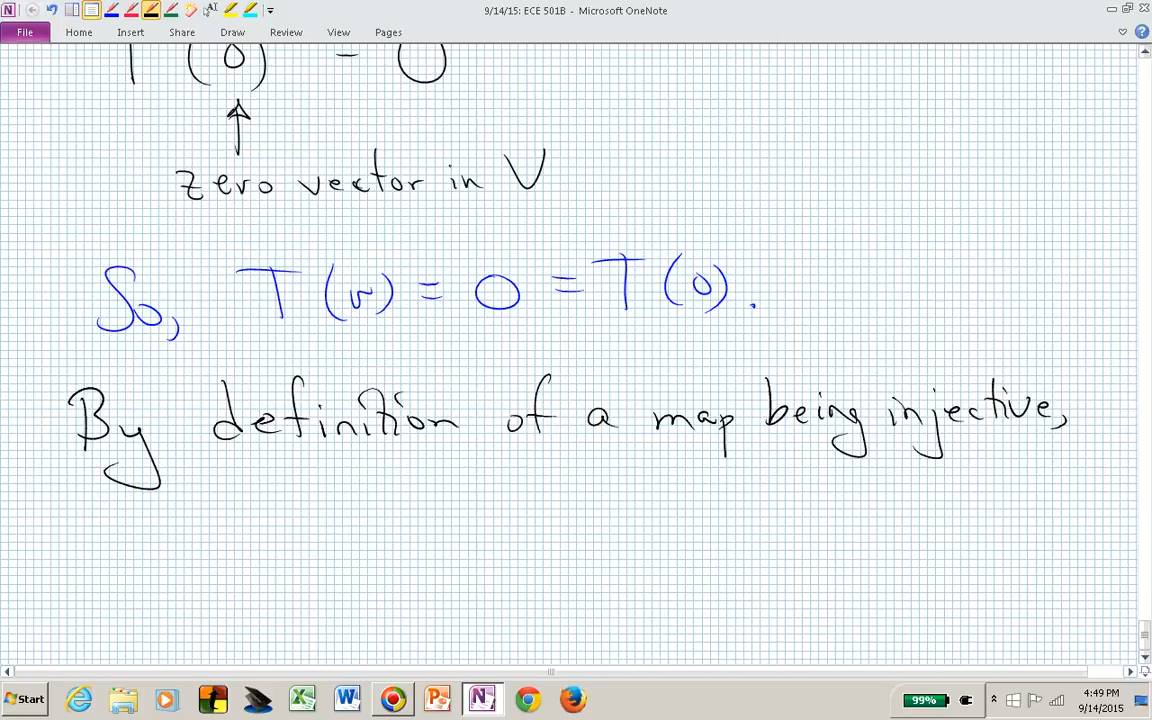 9/14/15: ECE 501B - Microsoft OneNote
File Home Insert Share Draw Review View Pages
T (0) = 0
zero vector in V
So, T (v) = 0 = T (0).
By definition of a map being injective,
Start
99%
4:49 PM
9/14/2015